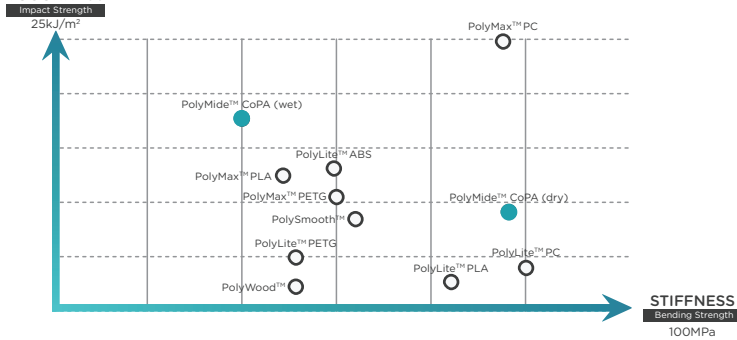 Impact Strength
25kJ/m²
PolyMax™ PC
PolyMide™ CoPA (wet)
PolyLite™ ABS
PolyMax™ PLA
PolyMax™ PETG
PolyMide™ CoPA (dry)
PolySmooth™
PolyLite™ PETG
PolyLite™ PC
PolyLite™ PLA
PolyWood™
STIFFNESS
Bending Strength
100MPa